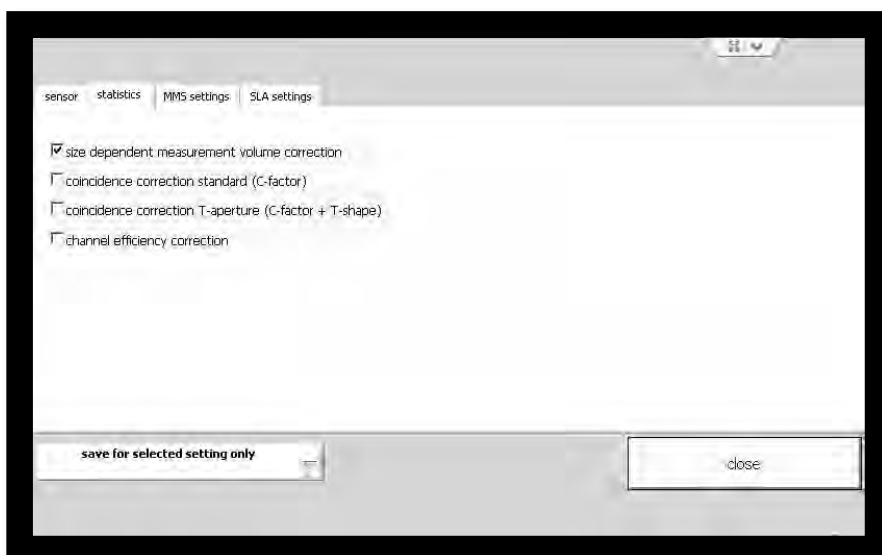 sensor statistics MMS settings SLA settings
size dependent measurement volume correction
coincidence correction standard (C-factor)
coincidence correction T-aperture (C-factor + T-shape)
channel efficiency correction
save for selected setting only
close